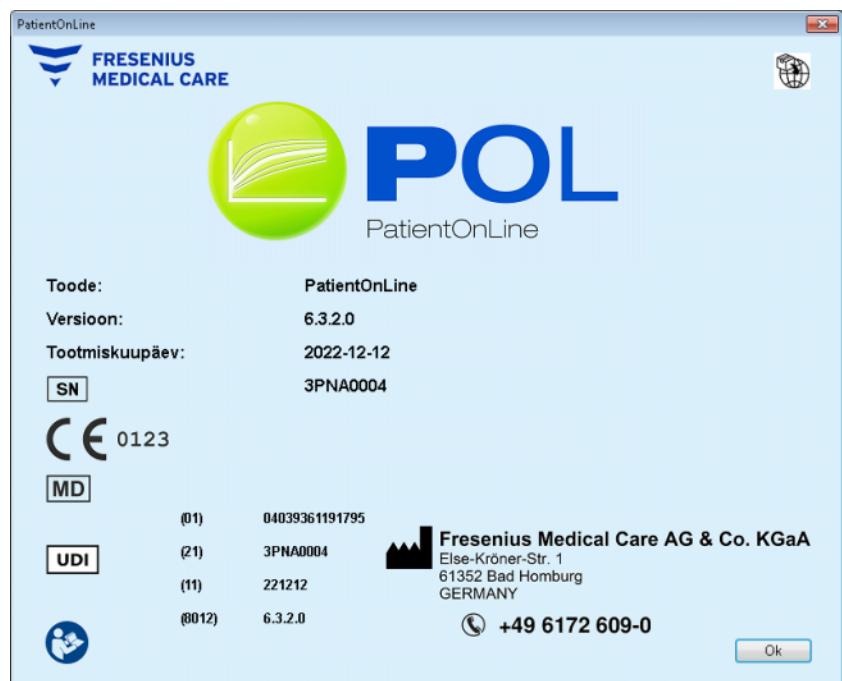 PatientOnLine
FRESENIUS
MEDICAL CARE
POL
PatientOnLine
Toode: PatientOnLine
Versioon: 6.3.2.0
Tootmiskuupäev: 2022-12-12
SN 3PNA0004
CE 0123
MD
UDI
(01) 04039361191795
(21) 3PNA0004
(11) 221212
(8012) 6.3.2.0
Fresenius Medical Care AG & Co. KGaA
Else-Kröner-Str. 1
61352 Bad Homburg
GERMANY
+49 6172 609-0
Ok